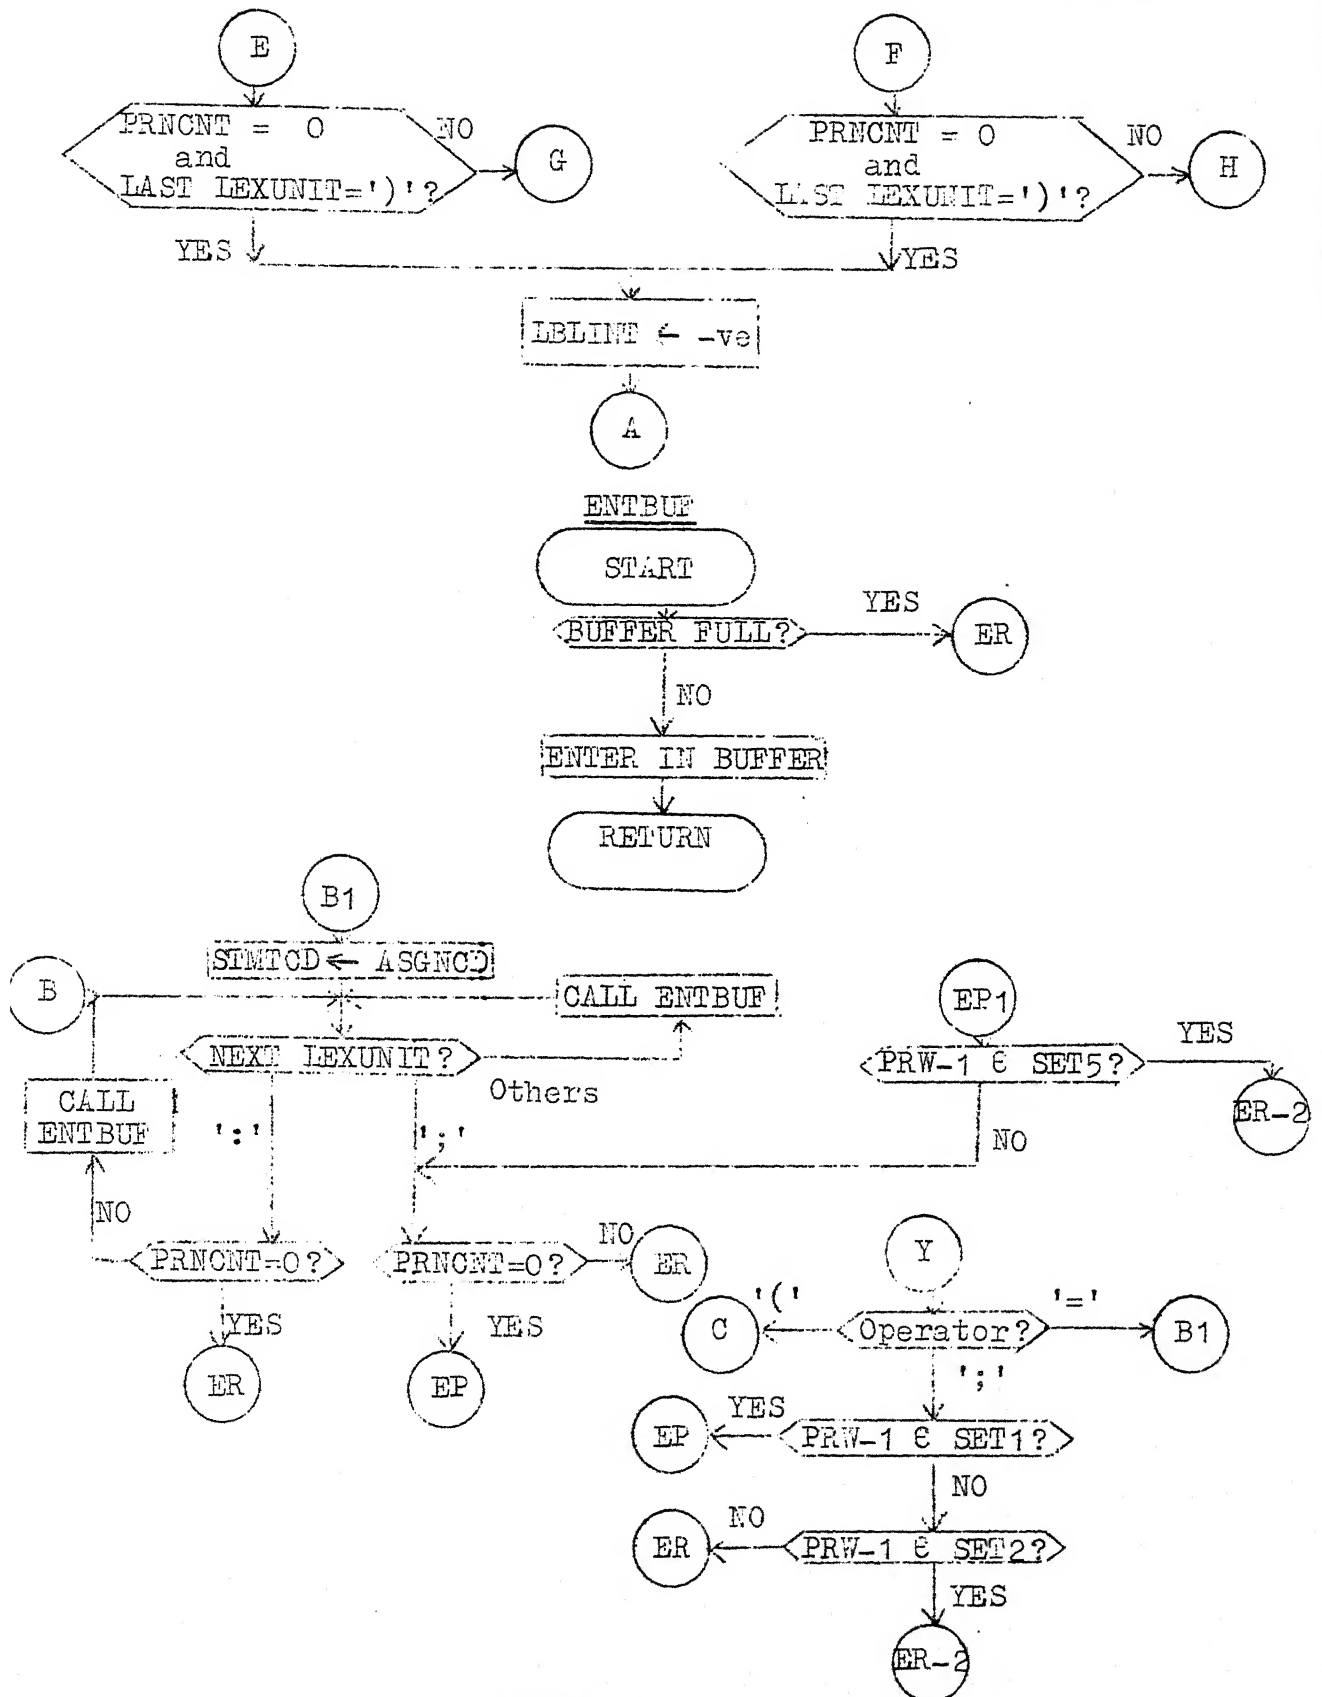 E
F
PRNCNT = 0
and
LAST LEXUNIT=')'?
NO
G
PRNCNT = 0
and
LAST LEXUNIT=')'?
NO
H
YES
YES
LBLINT ← -ve
A
ENTBUF
START
BUFFER FULL?
YES
ER
NO
ENTER IN BUFFER
RETURN
B1
STMTCD ← ASGNCD
B
CALL ENTBUF
EP1
NEXT LEXUNIT?
Others
PRW-1 ∈ SET5?
YES
ER-2
CALL
ENTBUF
':'
';'
NO
NO
PRNCNT=0?
PRNCNT=0?
NO
ER
Y
YES
YES
ER
EP
C
'('
Operator?
'='
B1
';'
EP
YES
PRW-1 ∈ SET1?
NO
ER
NO
PRW-1 ∈ SET2?
YES
ER-2